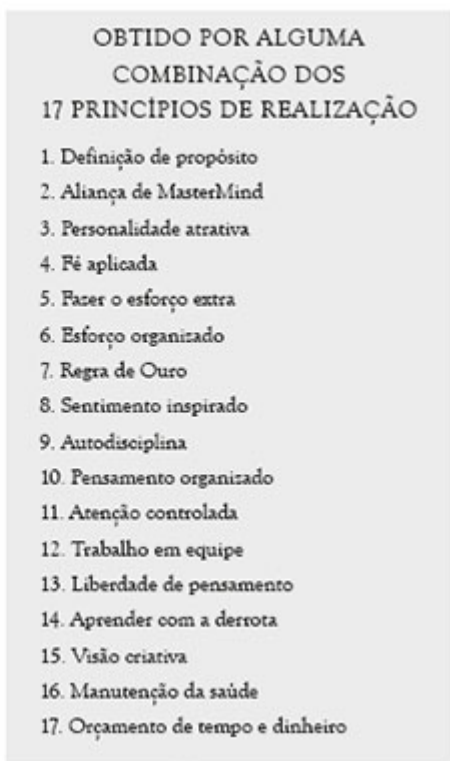 OBTIDO POR ALGUMA
COMBINAÇÃO DOS
17 PRINCÍPIOS DE REALIZAÇÃO
1. Definição de propósito
2. Aliança de MasterMind
3. Personalidade atrativa
4. Fé aplicada
5. Fazer o esforço extra
6. Esforço organizado
7. Regra de Ouro
8. Sentimento inspirado
9. Autodisciplina
10. Pensamento organizado
11. Atenção controlada
12. Trabalho em equipe
13. Liberdade de pensamento
14. Aprender com a derrota
15. Visão criativa
16. Manutenção da saúde
17. Orçamento de tempo e dinheiro